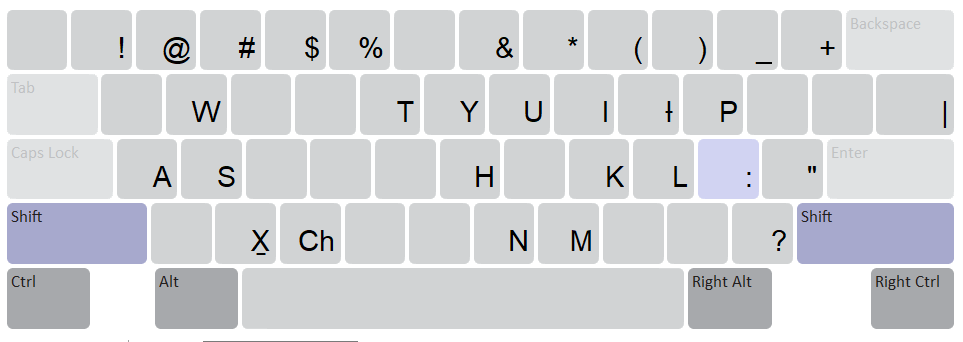 ! @ # $ % & * ( ) _ + Backspace
Tab W T Y U I ƚ P |
Caps Lock A S H K L : " Enter
Shift X̱ Ch N M ? Shift
Ctrl Alt Right Alt Right Ctrl